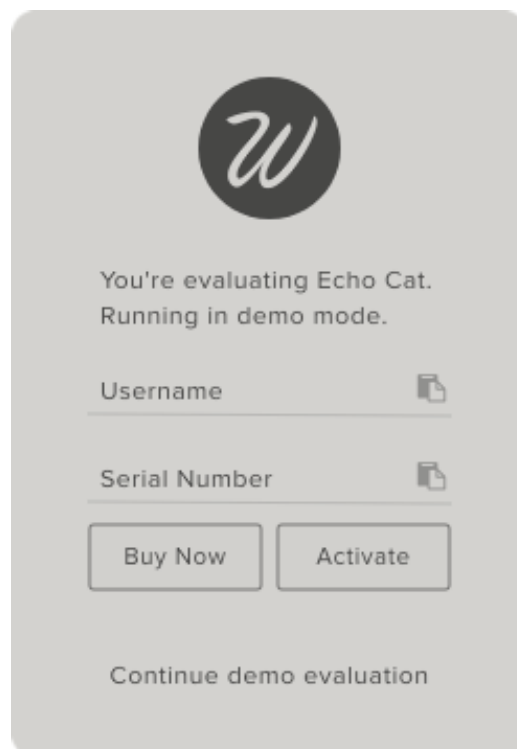 W
You're evaluating Echo Cat.
Running in demo mode.
Username
Serial Number
Buy Now Activate
Continue demo evaluation